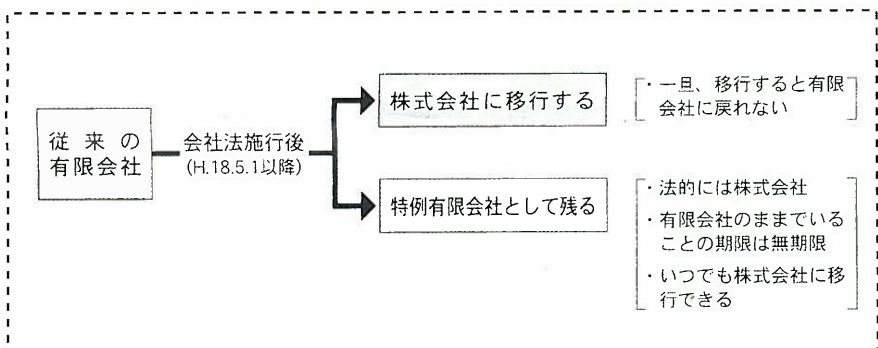 従来の
有限会社
会社法施行後
(H.18.5.1以降)
株式会社に移行する
・一旦、移行すると有限
会社に戻れない
特例有限会社として残る
・法的には株式会社
・有限会社のままでいる
ことの期限は無期限
・いつでも株式会社に移
行できる